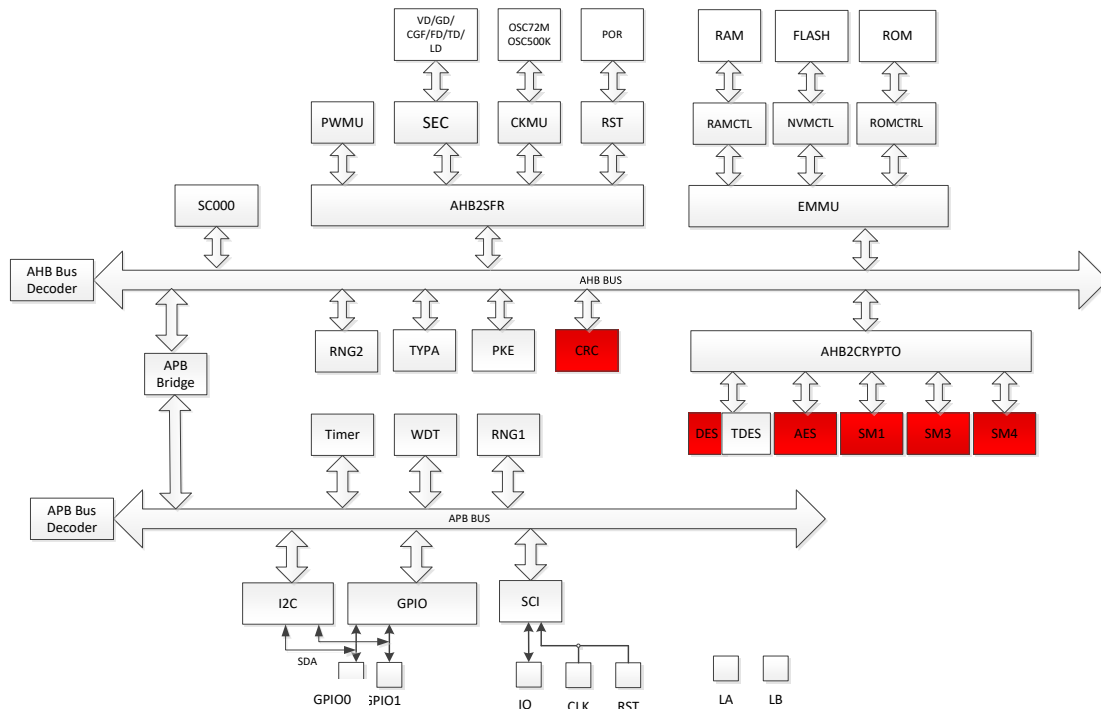 VD/GD/
CGF/FD/TD/
LD
OSC72M
OSC500K
POR
RAM
FLASH
ROM
PWMU
SEC
CKMU
RST
RAMCTL
NVMCTL
ROMCTRL
SC000
AHB2SFR
EMMU
AHB Bus
Decoder
AHB BUS
RNG2
TYPA
PKE
CRC
AHB2CRYPTO
APB
Bridge
Timer
WDT
RNG1
DES
TDES
AES
SM1
SM3
SM4
APB Bus
Decoder
APB BUS
I2C
GPIO
SCI
SDA
GPIO0
GPIO1
IO
CLK
RST
LA
LB